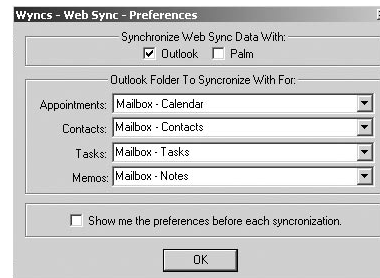 Wyncs - Web Sync - Preferences
Synchronize Web Sync Data With:
Outlook Palm
Outlook Folder To Syncronize With For:
Appointments: Mailbox - Calendar
Contacts: Mailbox - Contacts
Tasks: Mailbox - Tasks
Memos: Mailbox - Notes
Show me the preferences before each syncronization.
OK